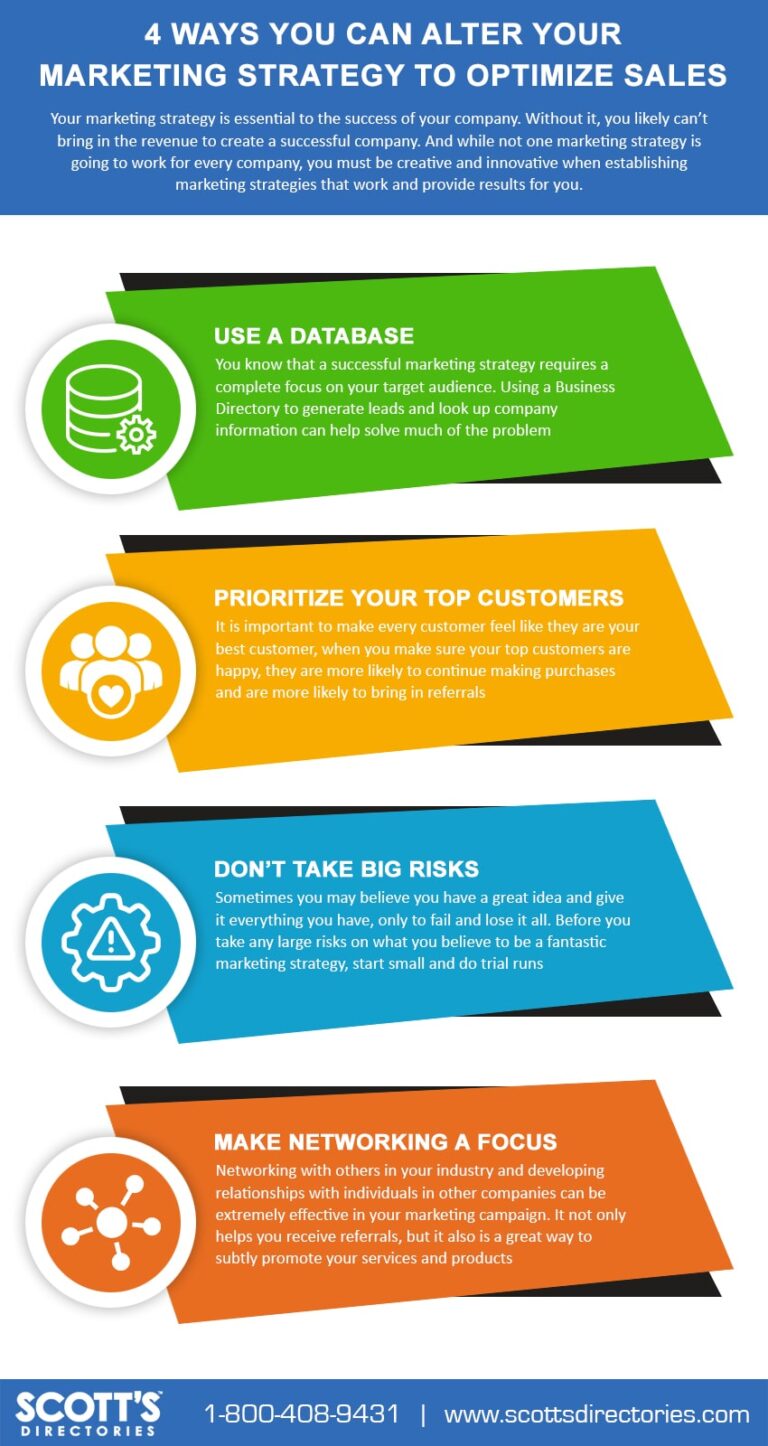 4 WAYS YOU CAN ALTER YOUR
MARKETING STRATEGY TO OPTIMIZE SALES
Your marketing strategy is essential to the success of your company. Without it, you likely can't
bring in the revenue to create a successful company. And while not one marketing strategy is
going to work for every company, you must be creative and innovative when establishing
marketing strategies that work and provide results for you.
USE A DATABASE
You know that a successful marketing strategy requires a
complete focus on your target audience. Using a Business
Directory to generate leads and look up company
information can help solve much of the problem
PRIORITIZE YOUR TOP CUSTOMERS
It is important to make every customer feel like they are your
best customer, when you make sure your top customers are
happy, they are more likely to continue making purchases
and are more likely to bring in referrals
DON'T TAKE BIG RISKS
Sometimes you may believe you have a great idea and give
it everything you have, only to fail and lose it all. Before you
take any large risks on what you believe to be a fantastic
marketing strategy, start small and do trial runs
MAKE NETWORKING A FOCUS
Networking with others in your industry and developing
relationships with individuals in other companies can be
extremely effective in your marketing campaign. It not only
helps you receive referrals, but it also is a great way to
subtly promote your services and products
SCOTT'S™
DIRECTORIES
1-800-408-9431 | www.scottsdirectories.com